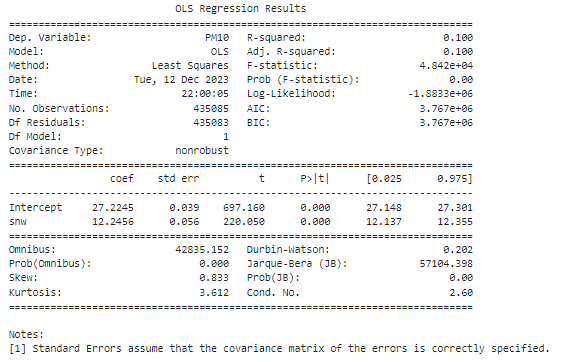 OLS Regression Results
==============================================================================
Dep. Variable:                   PM10   R-squared:                       0.100
Model:                            OLS   Adj. R-squared:                  0.100
Method:                 Least Squares   F-statistic:                 4.842e+04
Date:                Tue, 12 Dec 2023   Prob (F-statistic):               0.00
Time:                        22:00:05   Log-Likelihood:            -1.8833e+06
No. Observations:              435085   AIC:                         3.767e+06
Df Residuals:                  435083   BIC:                         3.767e+06
Df Model:                           1
Covariance Type:            nonrobust
==============================================================================
                 coef    std err          t      P>|t|      [0.025      0.975]
------------------------------------------------------------------------------
Intercept     27.2245      0.039    697.160      0.000      27.148      27.301
snw           12.2456      0.056    220.050      0.000      12.137      12.355
==============================================================================
Omnibus:                    42835.152   Durbin-Watson:                   0.202
Prob(Omnibus):                  0.000   Jarque-Bera (JB):            57104.398
Skew:                           0.833   Prob(JB):                         0.00
Kurtosis:                       3.612   Cond. No.                         2.60
==============================================================================
Notes:
[1] Standard Errors assume that the covariance matrix of the errors is correctly specified.